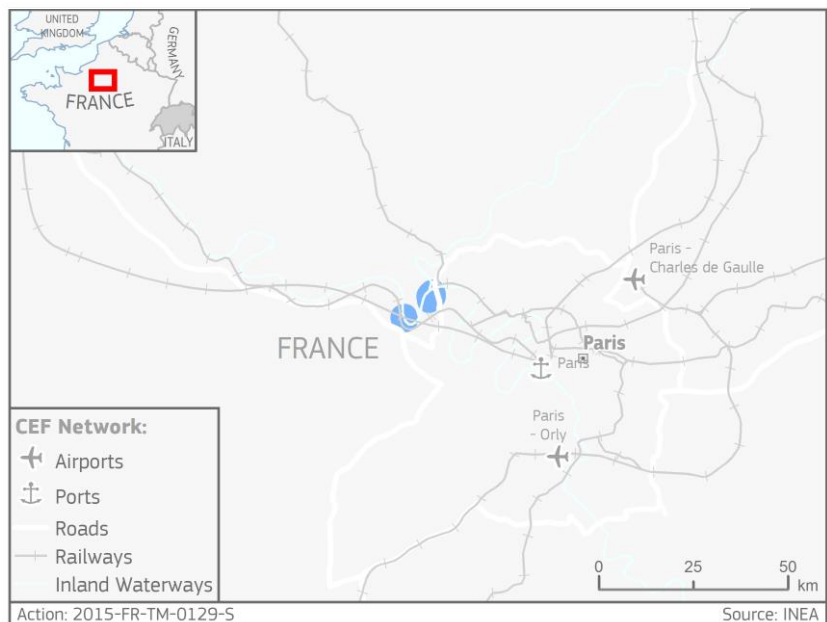 UNITED
KINGDOM
GERMANY
FRANCE
ITALY
Paris -
Charles de Gaulle
FRANCE
Paris
Paris
Paris
- Orly
CEF Network:
Airports
Ports
Roads
Railways
Inland Waterways
0 25 50
km
Action: 2015-FR-TM-0129-S
Source: INEA